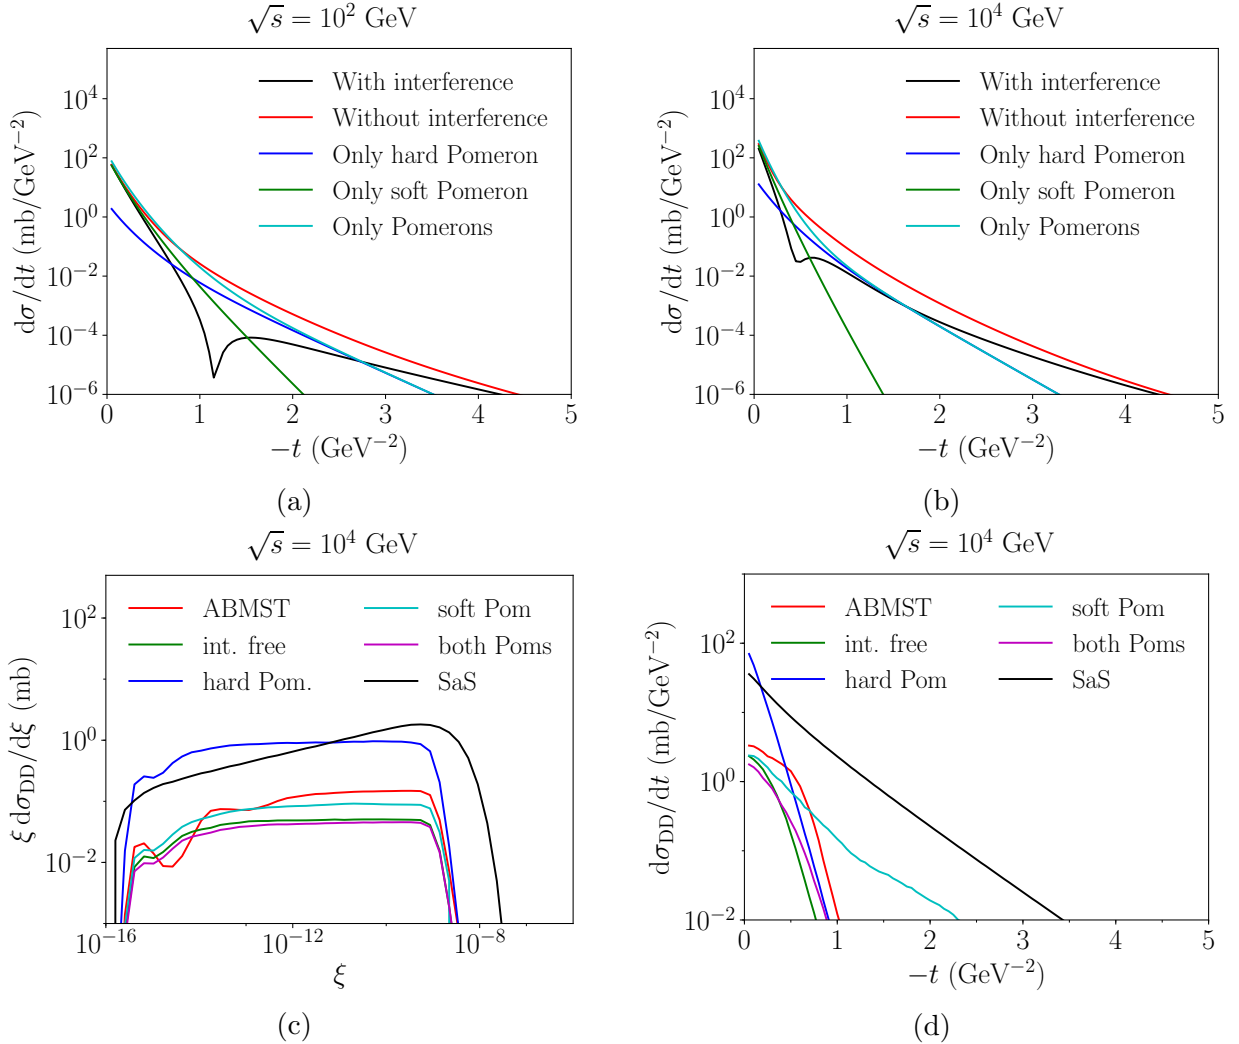 √s = 10² GeV
dσ/dt (mb/GeV⁻²)
10⁴
10²
10⁰
10⁻²
10⁻⁴
10⁻⁶
With interference
Without interference
Only hard Pomeron
Only soft Pomeron
Only Pomerons
0 1 2 3 4 5
−t (GeV⁻²)
(a)
√s = 10⁴ GeV
dσ/dt (mb/GeV⁻²)
10⁴
10²
10⁰
10⁻²
10⁻⁴
10⁻⁶
With interference
Without interference
Only hard Pomeron
Only soft Pomeron
Only Pomerons
0 1 2 3 4 5
−t (GeV⁻²)
(b)
√s = 10⁴ GeV
ξ dσ_DD/dξ (mb)
10²
10⁰
10⁻²
ABMST soft Pom
int. free both Poms
hard Pom. SaS
10⁻¹⁶ 10⁻¹² 10⁻⁸
ξ
(c)
√s = 10⁴ GeV
dσ_DD/dt (mb/GeV⁻²)
10²
10⁰
10⁻²
ABMST soft Pom
int. free both Poms
hard Pom SaS
0 1 2 3 4 5
−t (GeV⁻²)
(d)